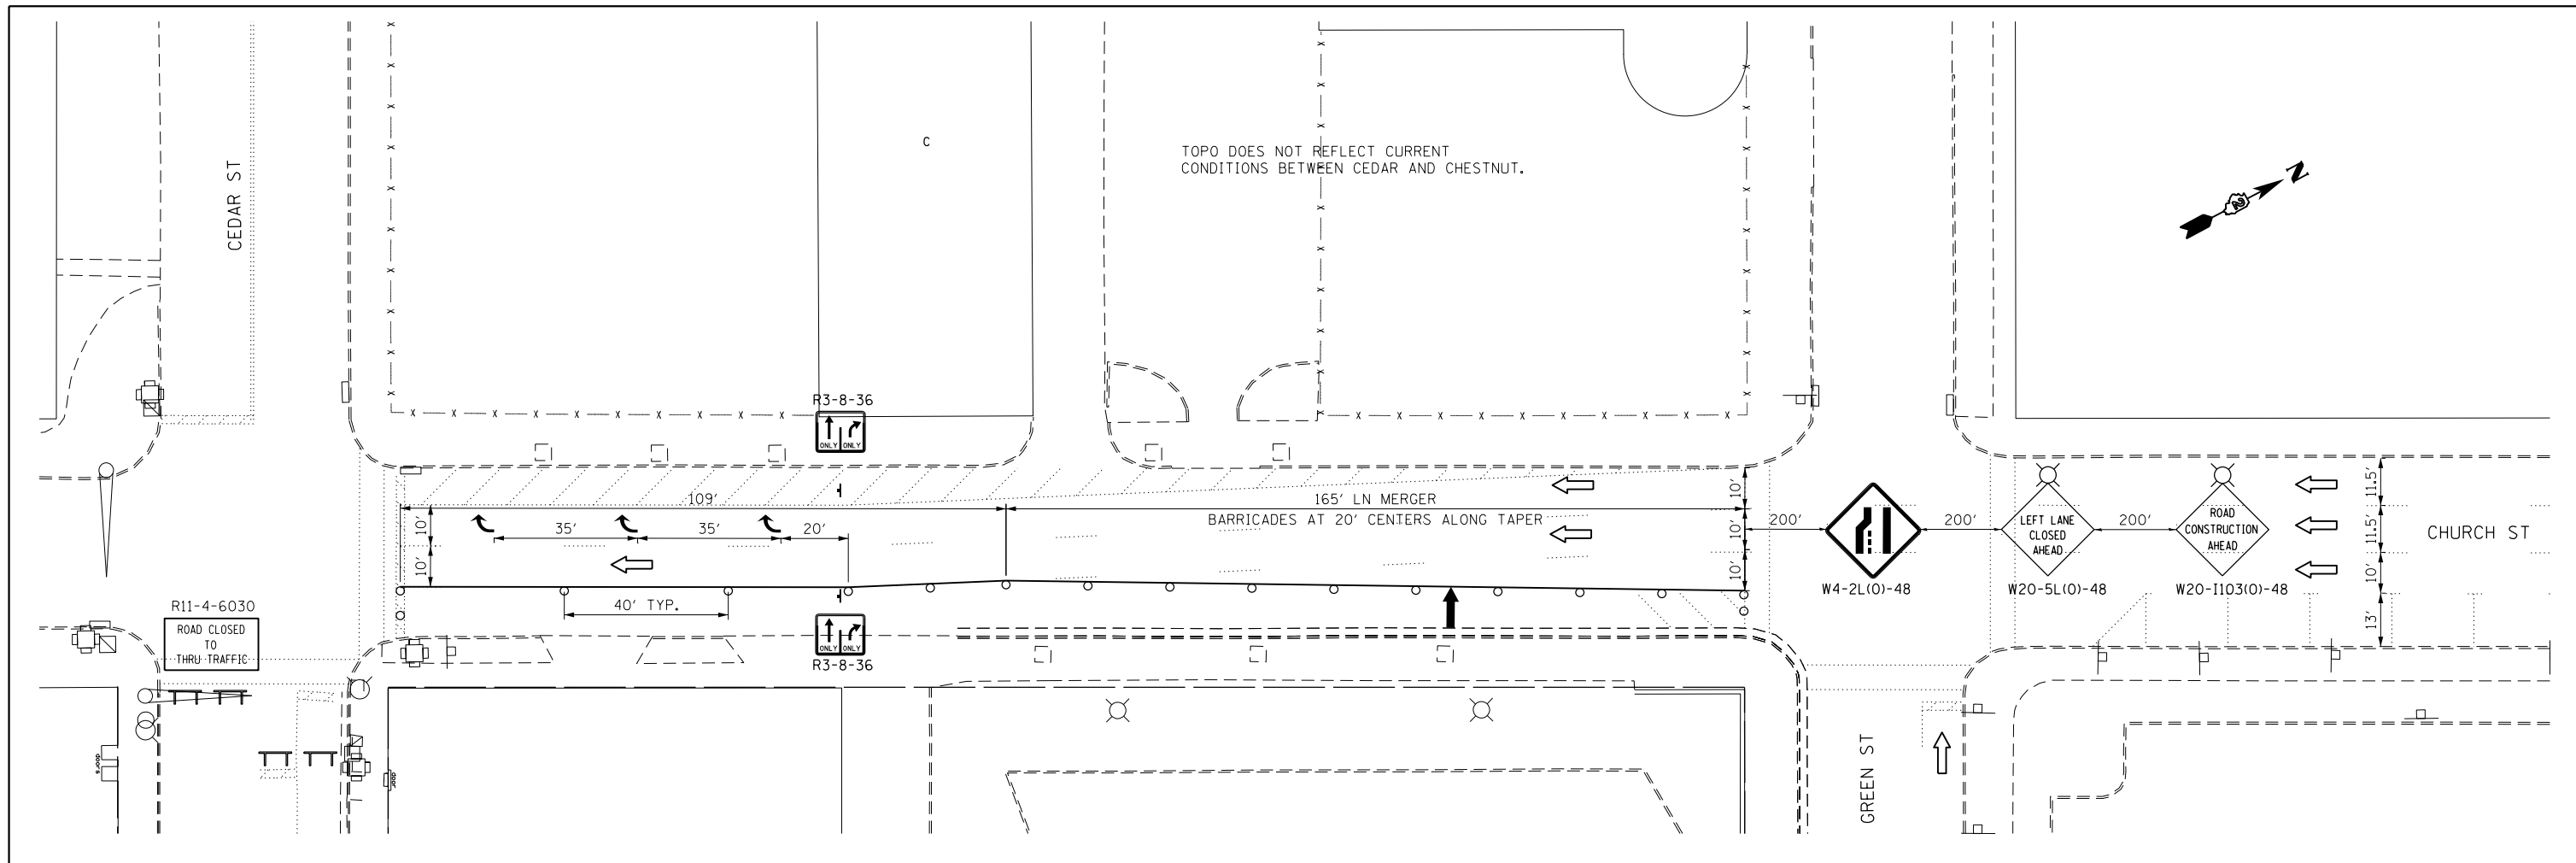 CEDAR ST
C
TOPO DOES NOT REFLECT CURRENT
CONDITIONS BETWEEN CEDAR AND CHESTNUT.
N
2
R3-8-36
ONLY ONLY
109'
165' LN MERGER
BARRICADES AT 20' CENTERS ALONG TAPER
10'
10'
35'
35'
20'
10'
10'
10'
200'
200'
200'
LEFT LANE
CLOSED
AHEAD
ROAD
CONSTRUCTION
AHEAD
11.5'
11.5'
10'
13'
CHURCH ST
W4-2L(O)-48
W20-5L(O)-48
W20-I103(O)-48
40' TYP.
R11-4-6030
ROAD CLOSED
TO
THRU TRAFFIC
ONLY ONLY
R3-8-36
GREEN ST